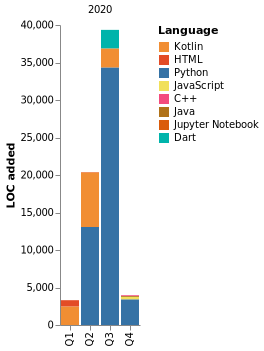 2020
40,000
35,000
30,000
25,000
20,000
15,000
10,000
5,000
0
LOC added
Q1
Q2
Q3
Q4
Language
Kotlin
HTML
Python
JavaScript
C++
Java
Jupyter Notebook
Dart